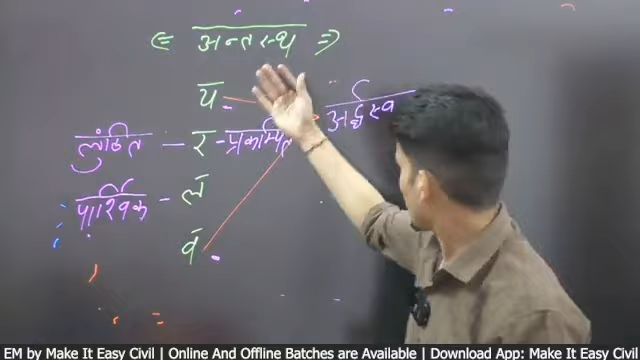 ⇐ अन्तस्थ ⇒
य
लुंठित — र - प्रकम्पित
अर्द्धस्व
पार्श्विक - ल
व
EM by Make It Easy Civil | Online And Offline Batches are Available | Download App: Make It Easy Civil